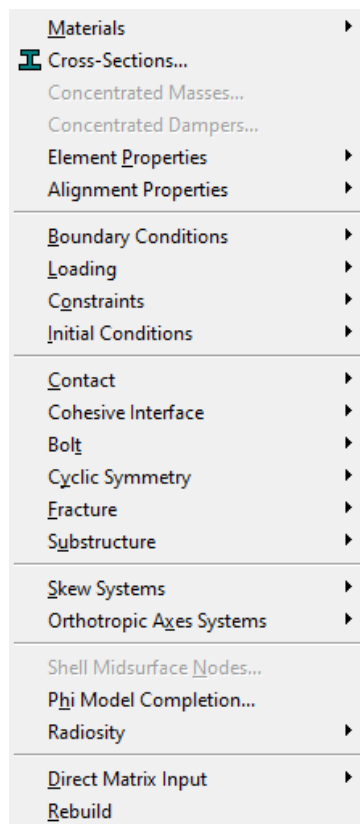 Materials
Cross-Sections...
Concentrated Masses...
Concentrated Dampers...
Element Properties
Alignment Properties
Boundary Conditions
Loading
Constraints
Initial Conditions
Contact
Cohesive Interface
Bolt
Cyclic Symmetry
Fracture
Substructure
Skew Systems
Orthotropic Axes Systems
Shell Midsurface Nodes...
Phi Model Completion...
Radiosity
Direct Matrix Input
Rebuild